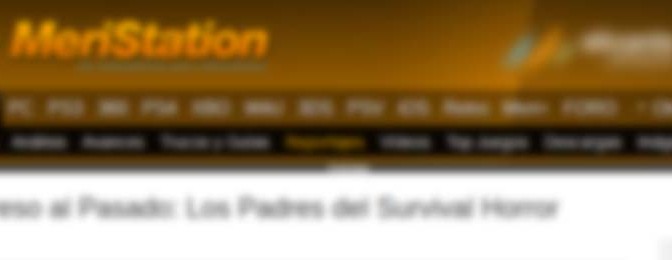 MeriStation
PC PS3 360 PS4 XBO WiiU 3DS PSV iOS Retro Más+ FORO
Análisis Avances Trucos y Guías Reportajes Vídeos Top Juegos Descargas
eso al Pasado: Los Padres del Survival Horror